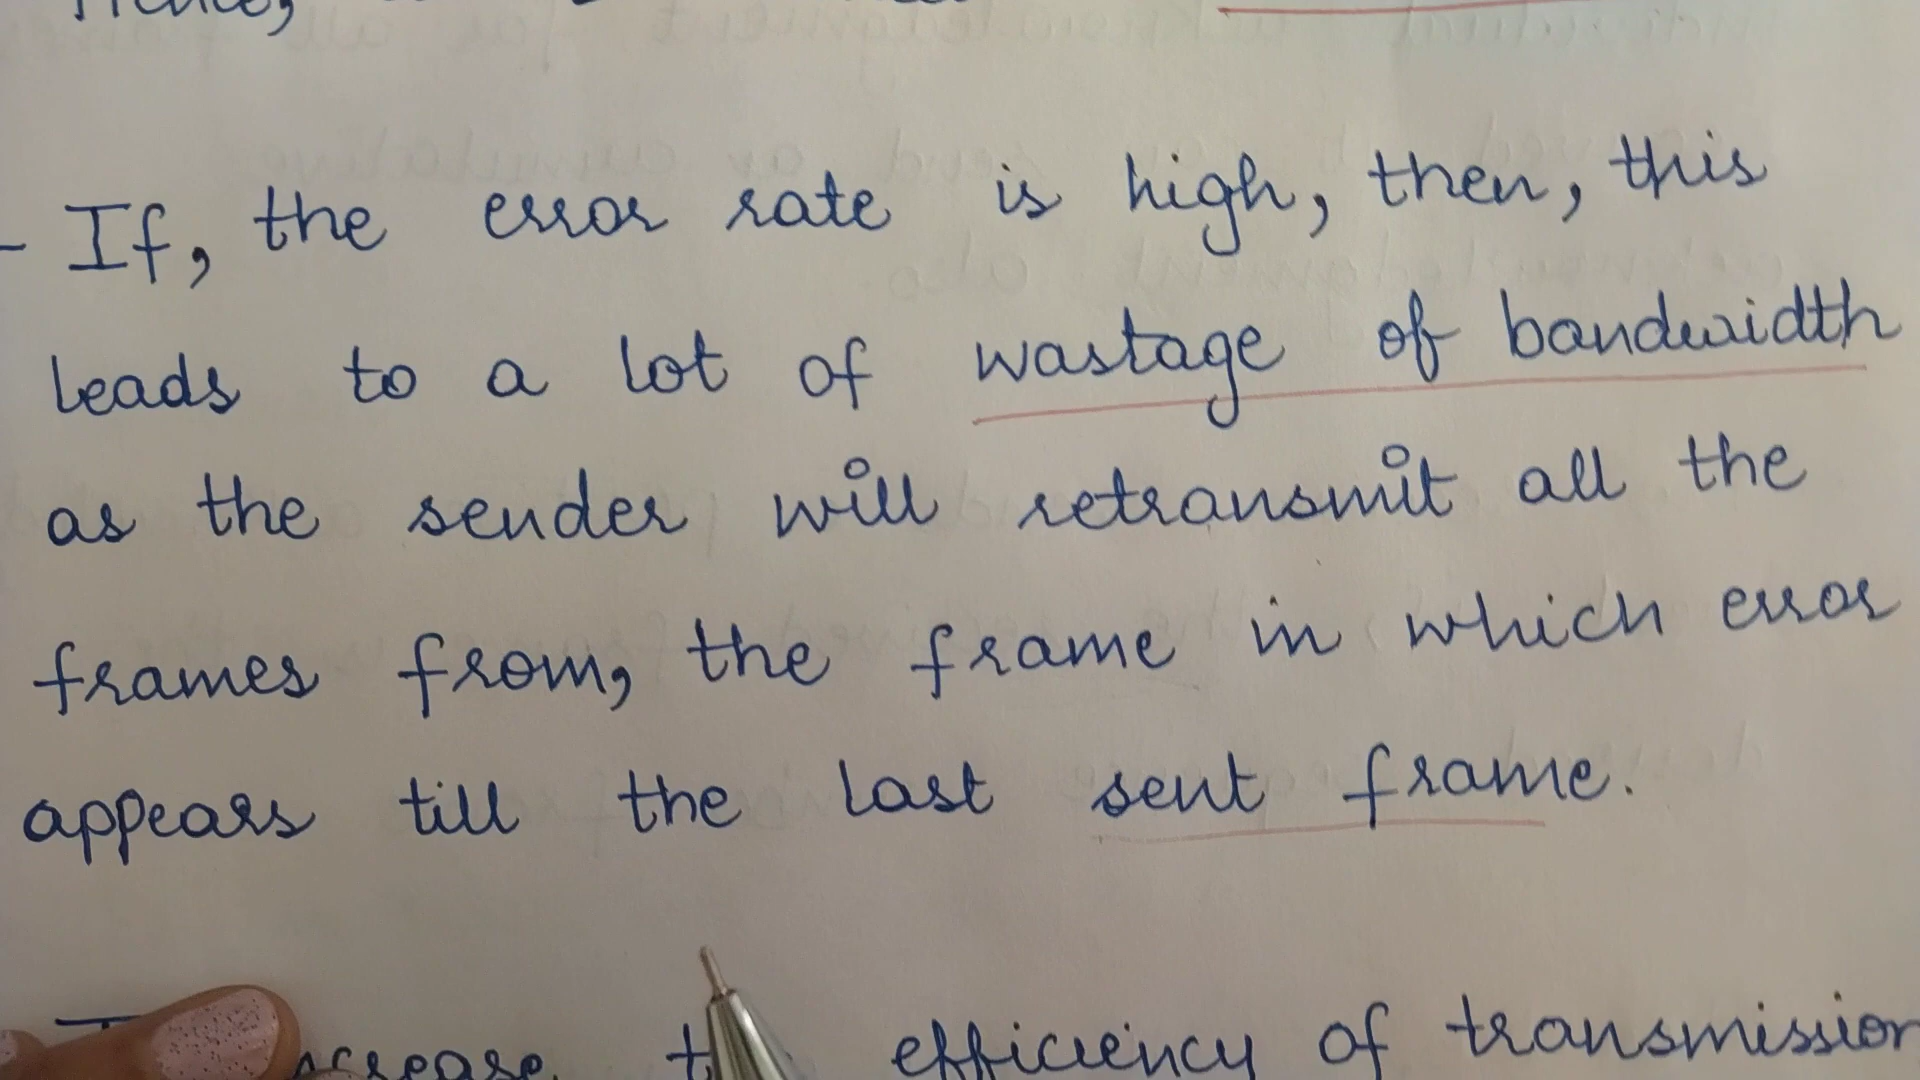 Hence,
- If, the error rate is high, then, this
leads to a lot of wastage of bandwidth
as the sender will retransmit all the
frames from, the frame in which error
appears till the last sent frame.
efficiency of transmission